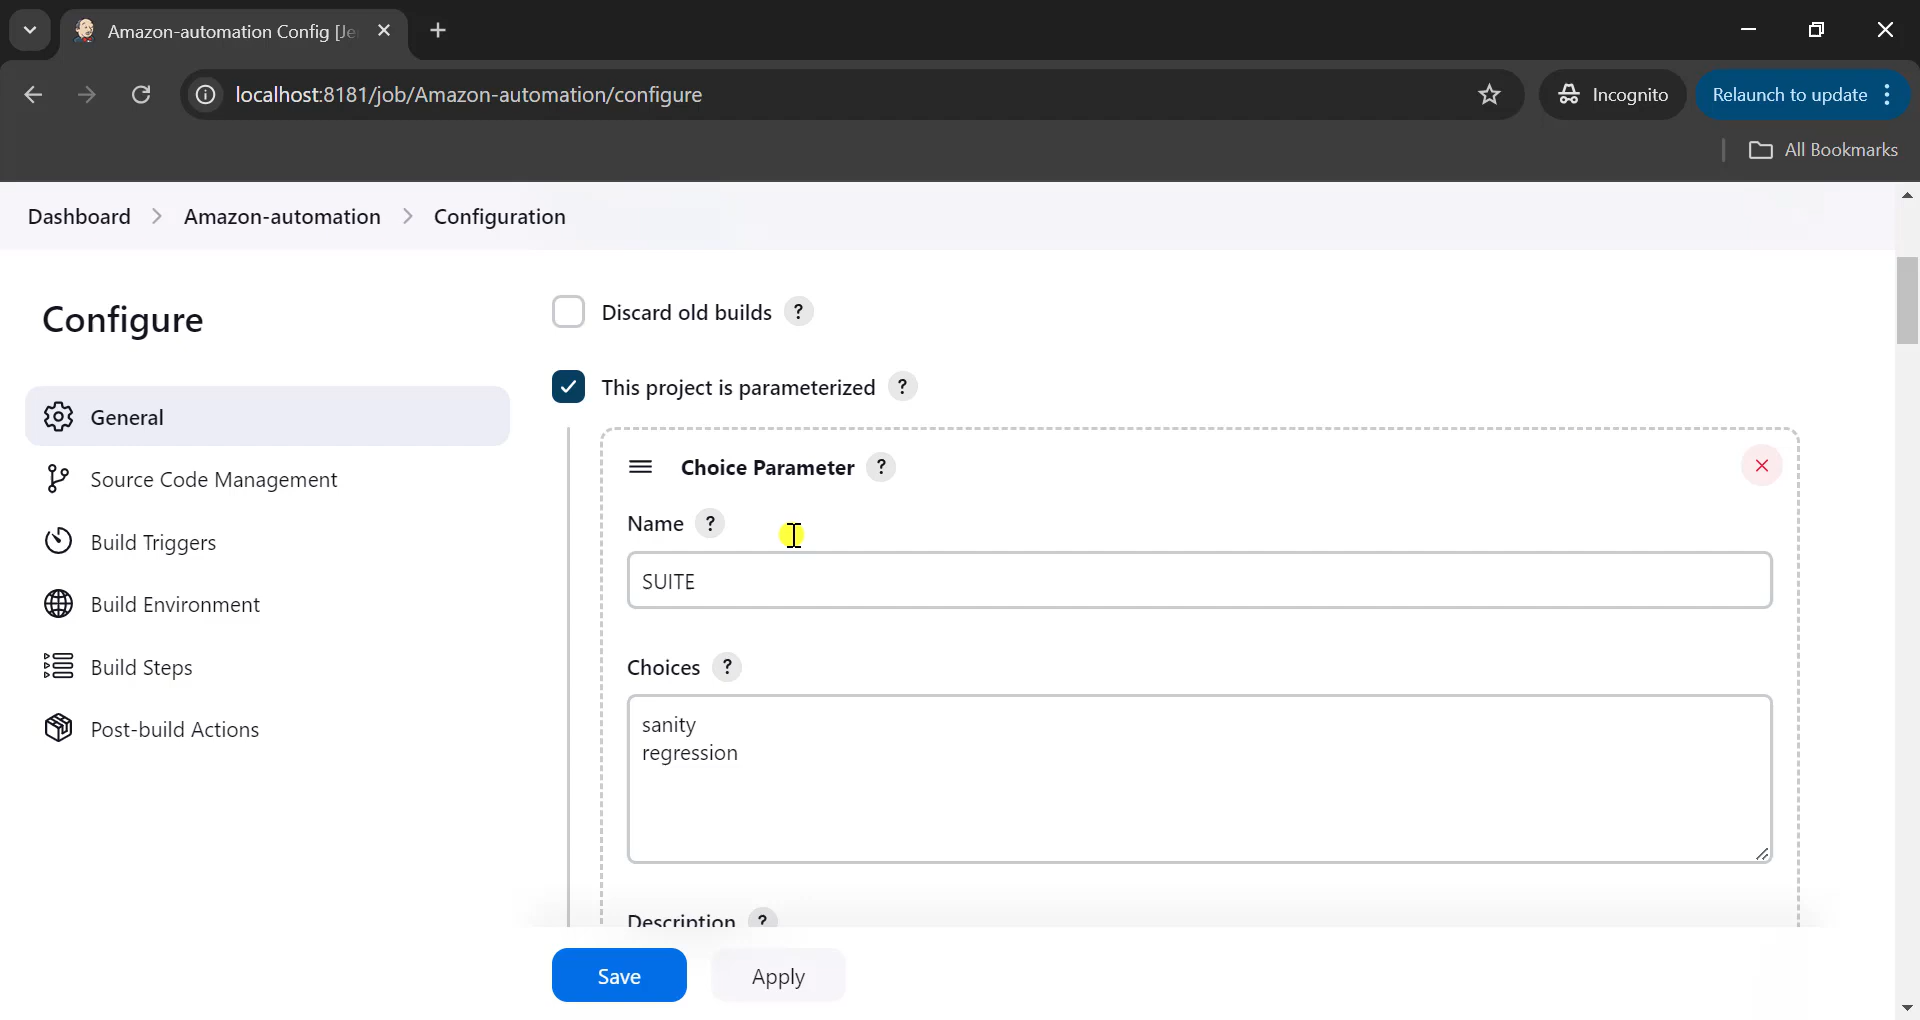 Amazon-automation Config [Je
localhost:8181/job/Amazon-automation/configure
Incognito
Relaunch to update
All Bookmarks
Dashboard > Amazon-automation > Configuration
Configure
General
Source Code Management
Build Triggers
Build Environment
Build Steps
Post-build Actions
Discard old builds ?
This project is parameterized ?
Choice Parameter ?
Name ?
SUITE
Choices ?
sanity
regression
Description ?
Save
Apply